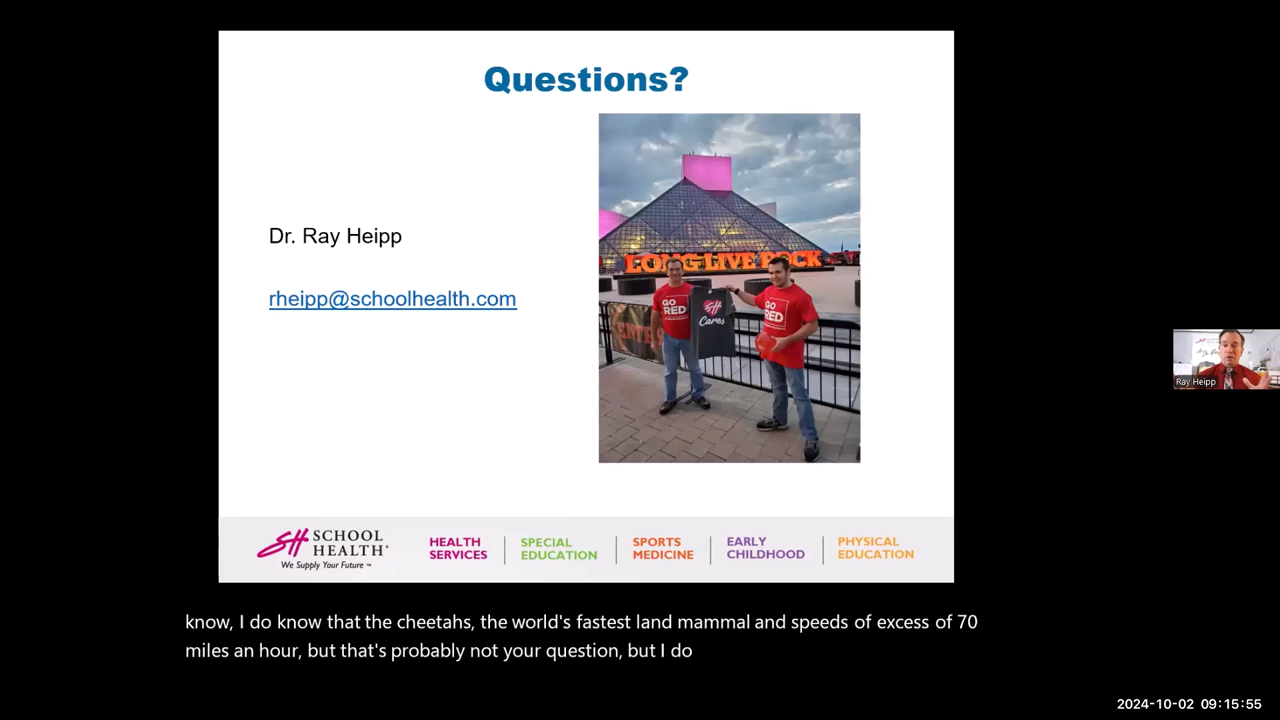 Questions?
Dr. Ray Heipp
rheipp@schoolhealth.com
LONG LIVE ROCK
GO
RED
SH
Cares
GO
RED
Ray Heipp
SH SCHOOL
HEALTH®
We Supply Your Future™
HEALTH
SERVICES
SPECIAL
EDUCATION
SPORTS
MEDICINE
EARLY
CHILDHOOD
PHYSICAL
EDUCATION
know, I do know that the cheetahs, the world's fastest land mammal and speeds of excess of 70
miles an hour, but that's probably not your question, but I do
2024-10-02 09:15:55